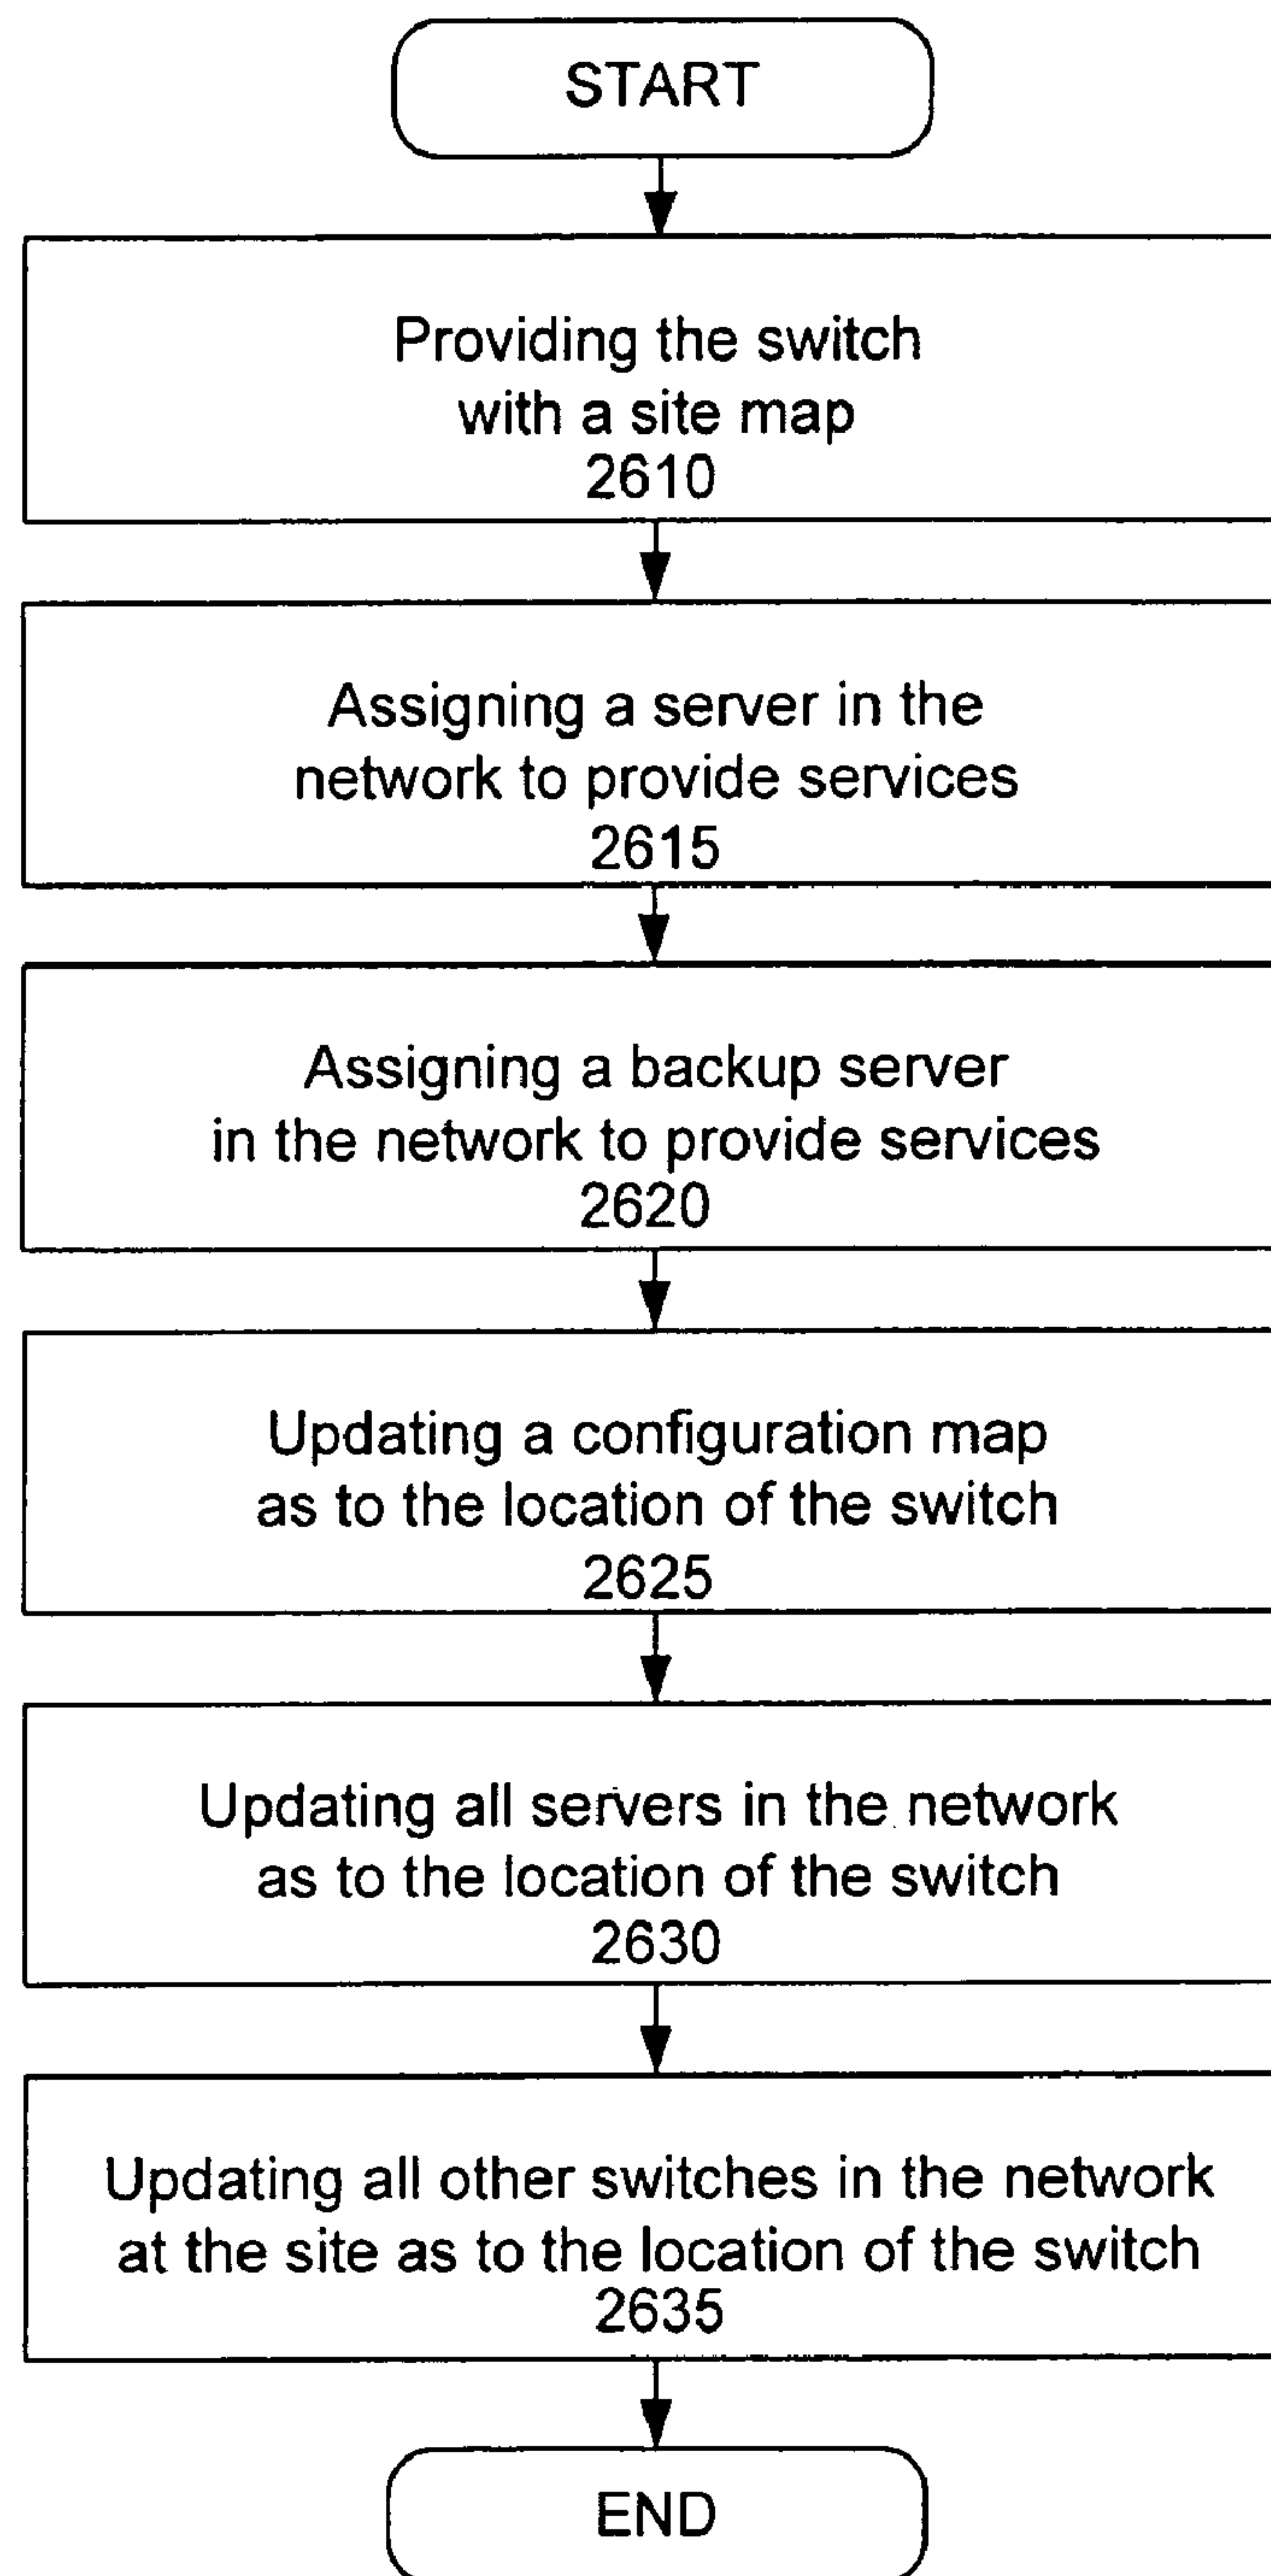 START
Providing the switch
with a site map
2610
Assigning a server in the
network to provide services
2615
Assigning a backup server
in the network to provide services
2620
Updating a configuration map
as to the location of the switch
2625
Updating all servers in the network
as to the location of the switch
2630
Updating all other switches in the network
at the site as to the location of the switch
2635
END